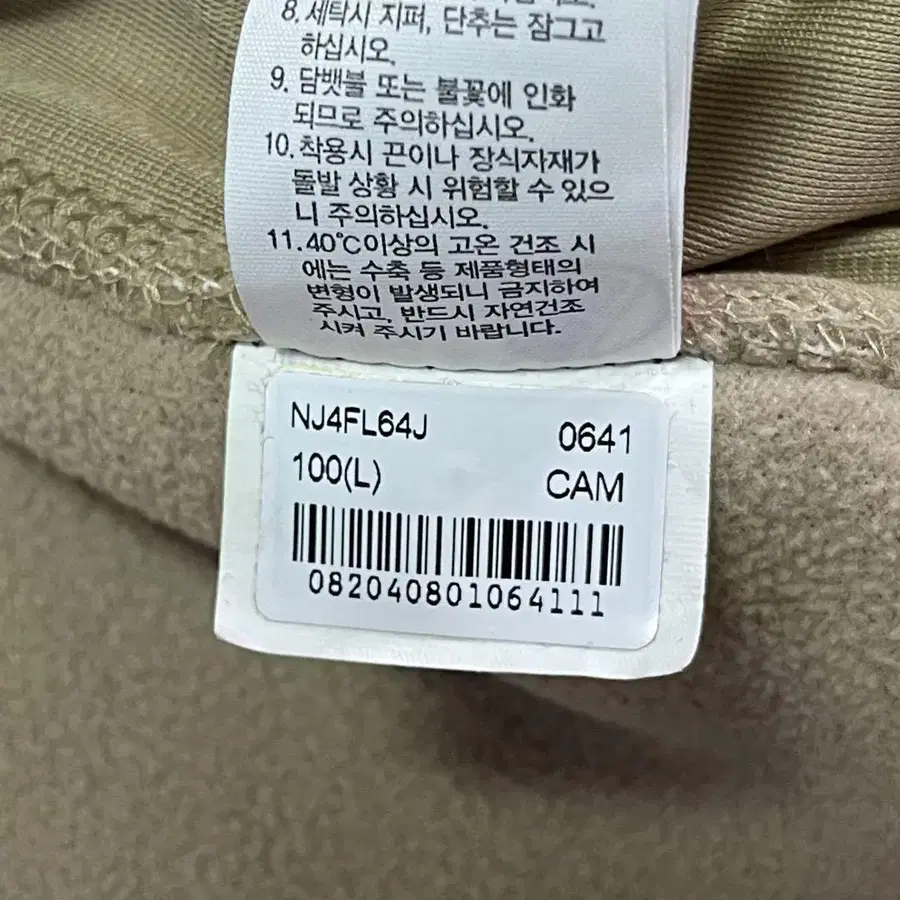 8. 세탁시 지퍼, 단추는 잠그고
하십시오.
9. 담뱃불 또는 불꽃에 인화
되므로 주의하십시오.
10. 착용시 끈이나 장식자재가
돌발 상황 시 위험할 수 있으
니 주의하십시오.
11. 40℃이상의 고온 건조 시
에는 수축 등 제품형태의
변형이 발생되니 금지하여
주시고, 반드시 자연건조
시켜 주시기 바랍니다.
NJ4FL64J 0641
100(L) CAM
082040801064111